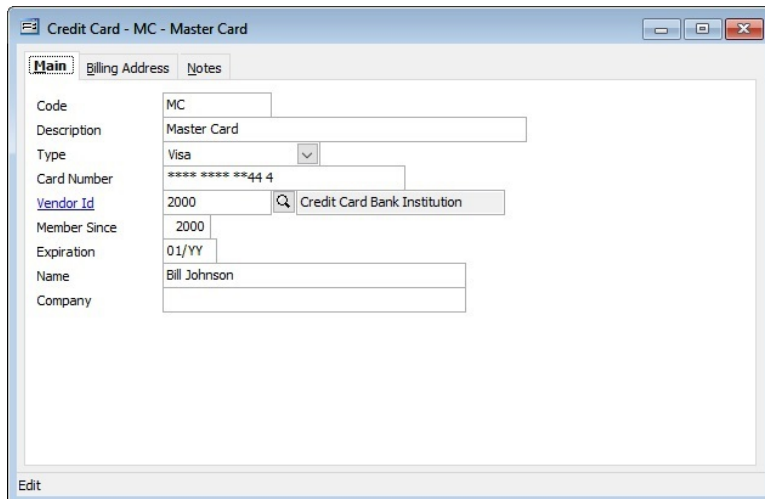 Credit Card - MC - Master Card
Main Billing Address Notes
Code MC
Description Master Card
Type Visa
Card Number **** **** **44 4
Vendor Id 2000 Credit Card Bank Institution
Member Since 2000
Expiration 01/YY
Name Bill Johnson
Company
Edit